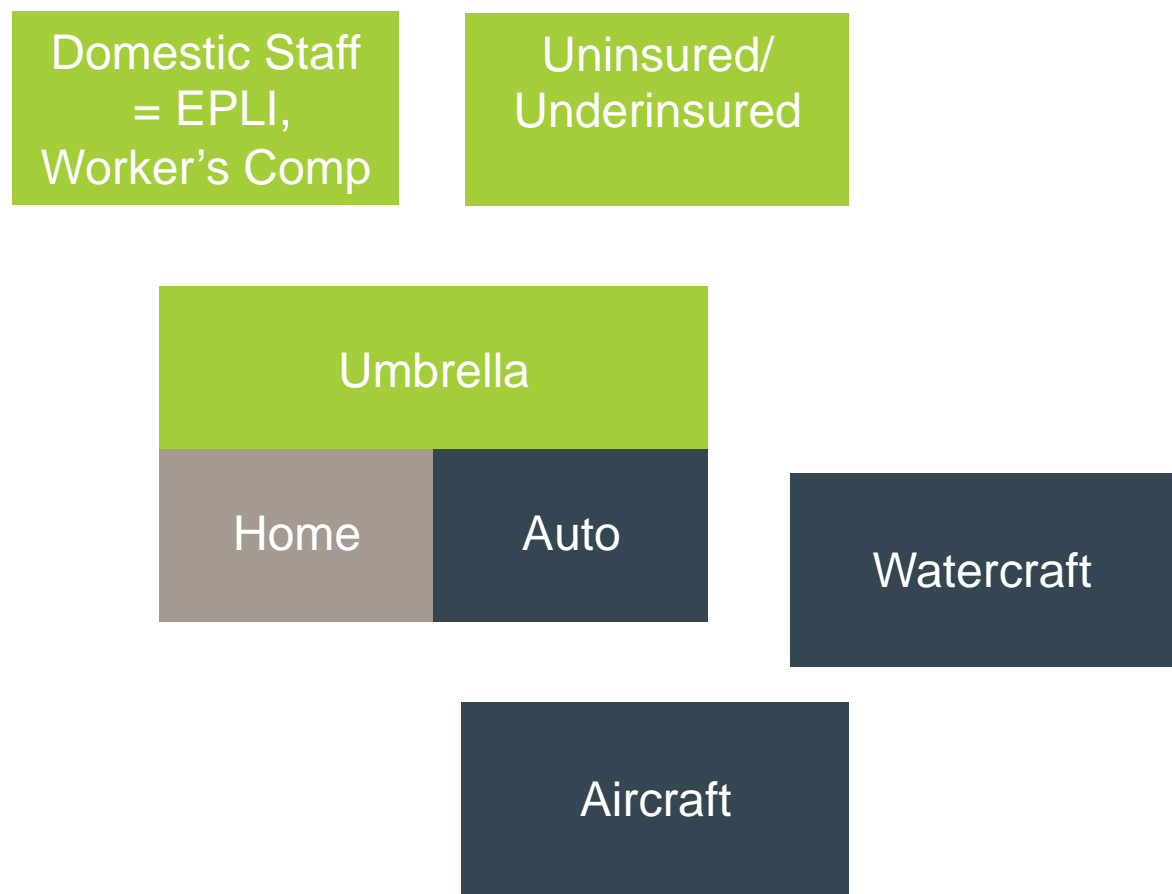 Domestic Staff
= EPLI,
Worker’s Comp
Uninsured/
Underinsured
Umbrella
Home
Auto
Watercraft
Aircraft